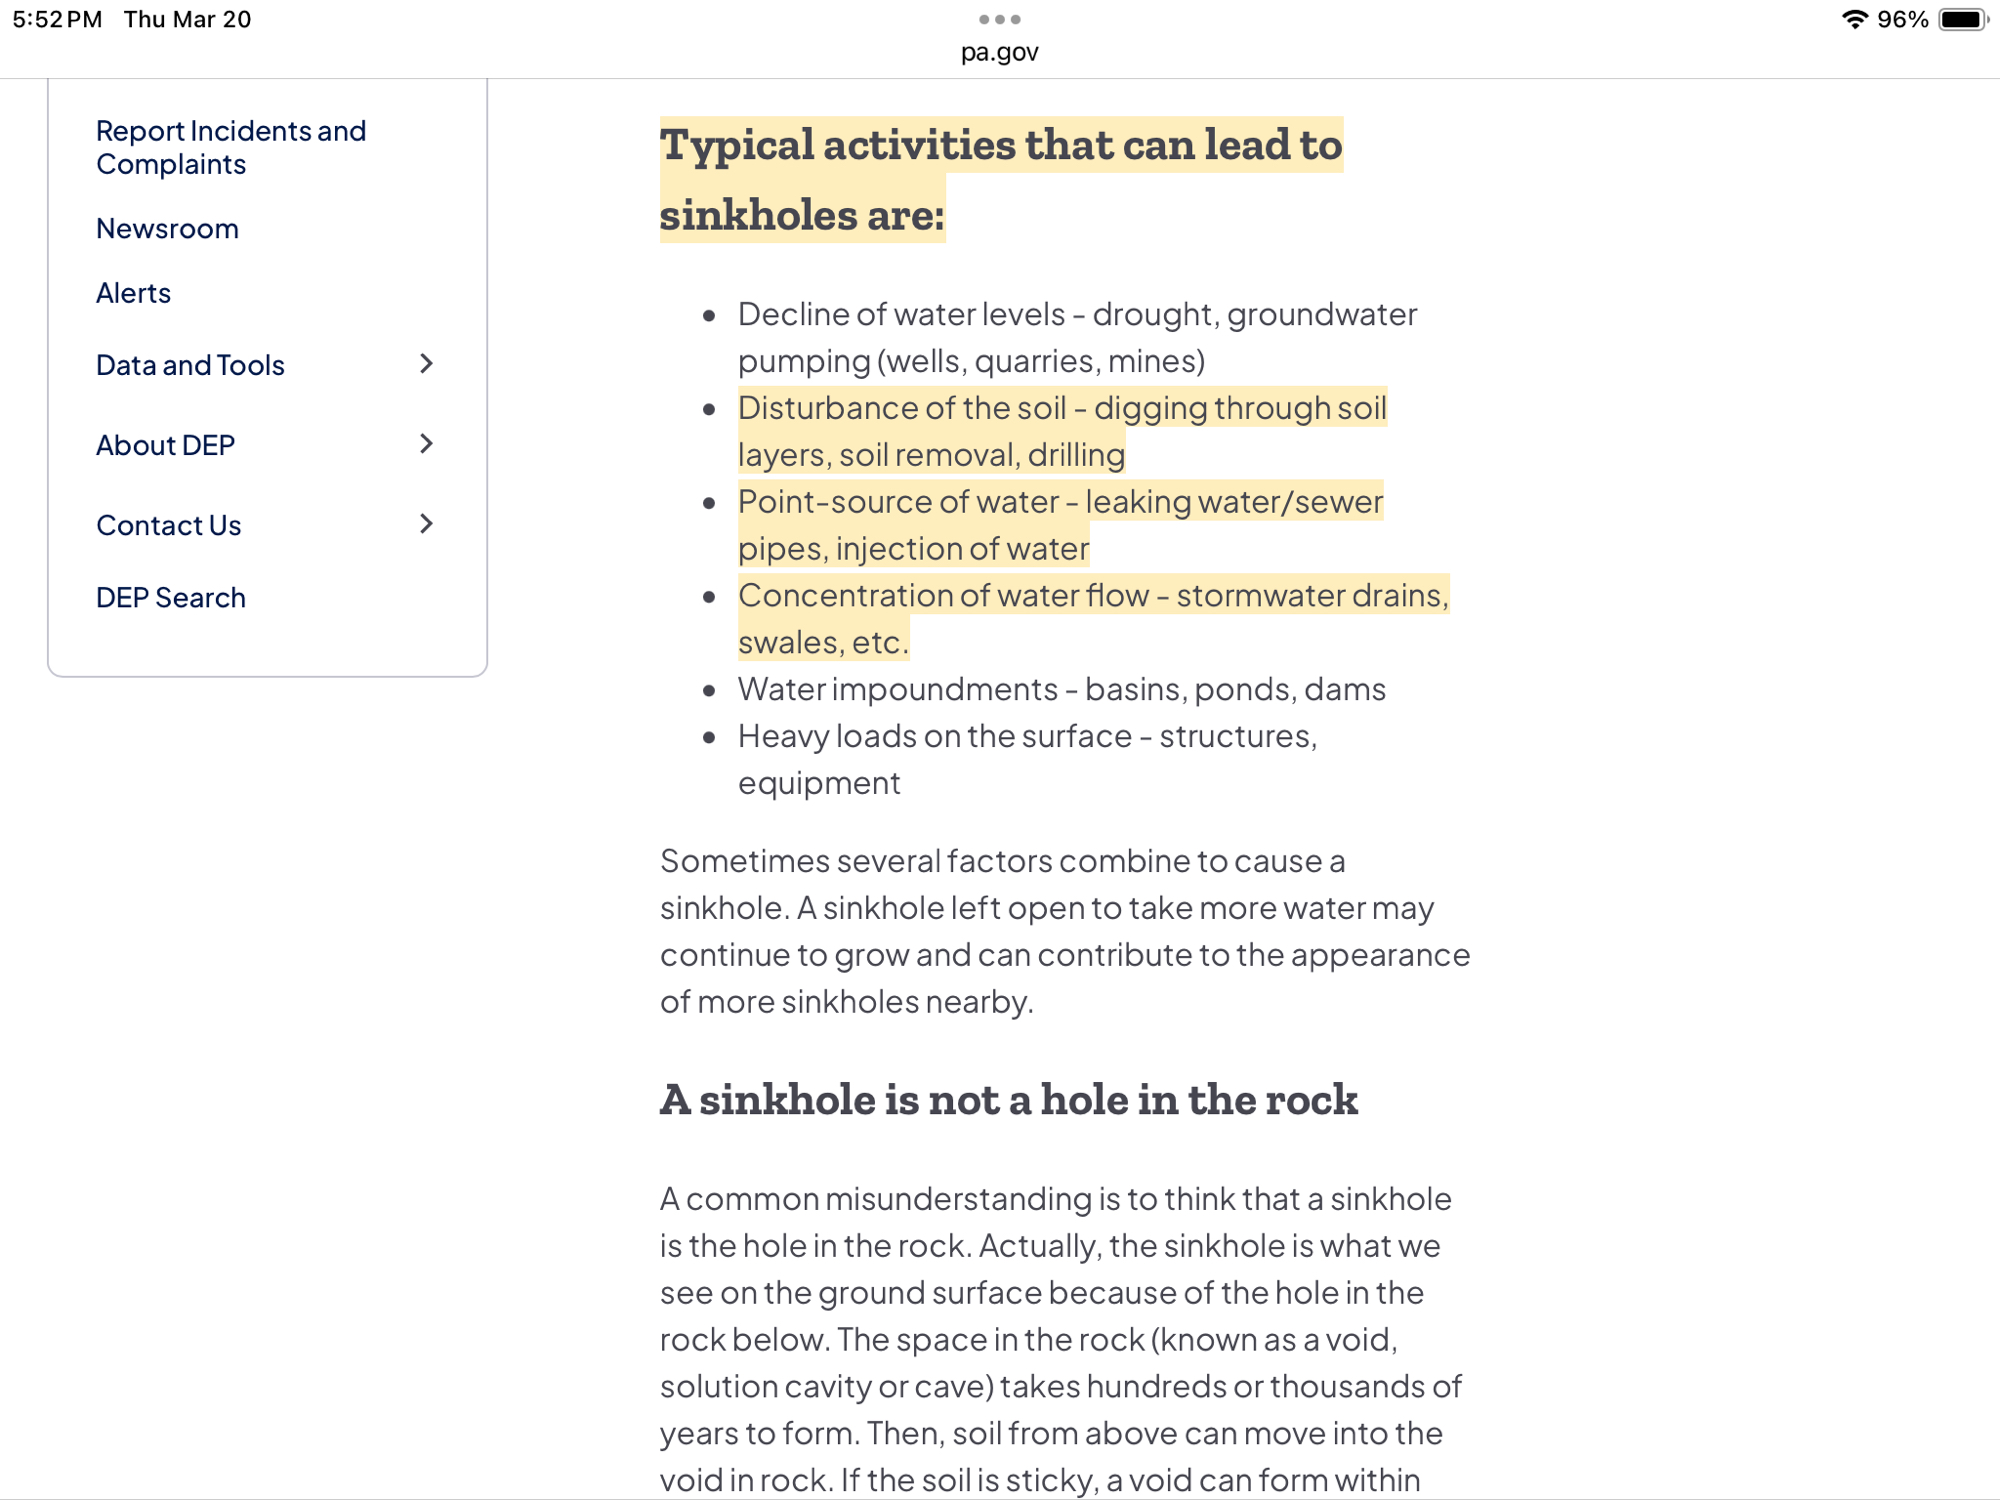 5:52 PM Thu Mar 20
96%
pa.gov
Report Incidents and
Complaints
Newsroom
Alerts
Data and Tools
About DEP
Contact Us
DEP Search
Typical activities that can lead to
sinkholes are:
Decline of water levels - drought, groundwater
pumping (wells, quarries, mines)
Disturbance of the soil - digging through soil
layers, soil removal, drilling
Point-source of water - leaking water/sewer
pipes, injection of water
Concentration of water flow - stormwater drains,
swales, etc.
Water impoundments - basins, ponds, dams
Heavy loads on the surface - structures,
equipment
Sometimes several factors combine to cause a
sinkhole. A sinkhole left open to take more water may
continue to grow and can contribute to the appearance
of more sinkholes nearby.
A sinkhole is not a hole in the rock
A common misunderstanding is to think that a sinkhole
is the hole in the rock. Actually, the sinkhole is what we
see on the ground surface because of the hole in the
rock below. The space in the rock (known as a void,
solution cavity or cave) takes hundreds or thousands of
years to form. Then, soil from above can move into the
void in rock. If the soil is sticky, a void can form within